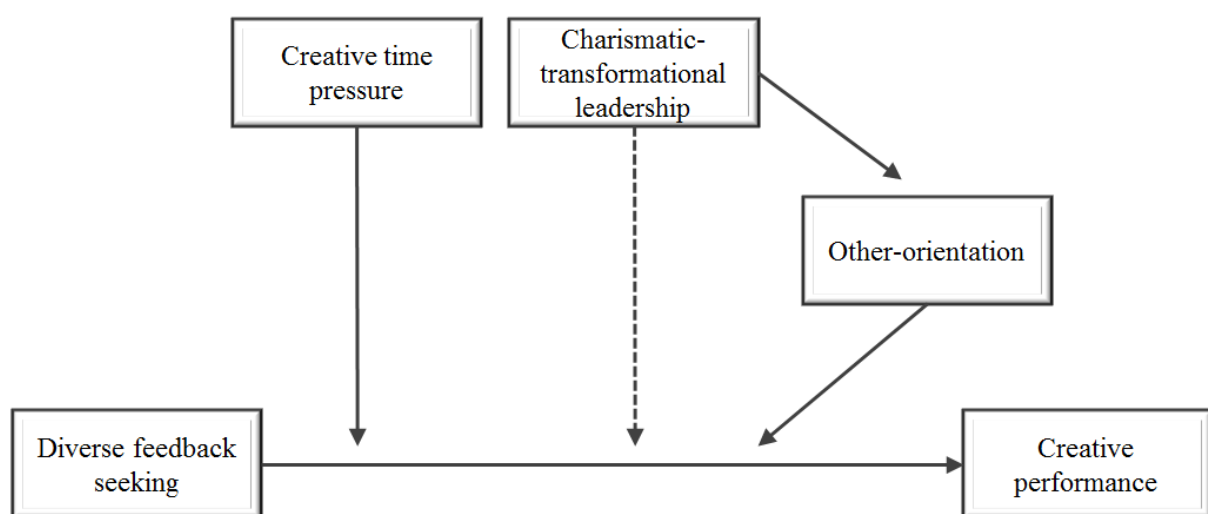 Creative time
pressure
Charismatic-
transformational
leadership
Other-orientation
Diverse feedback
seeking
Creative
performance